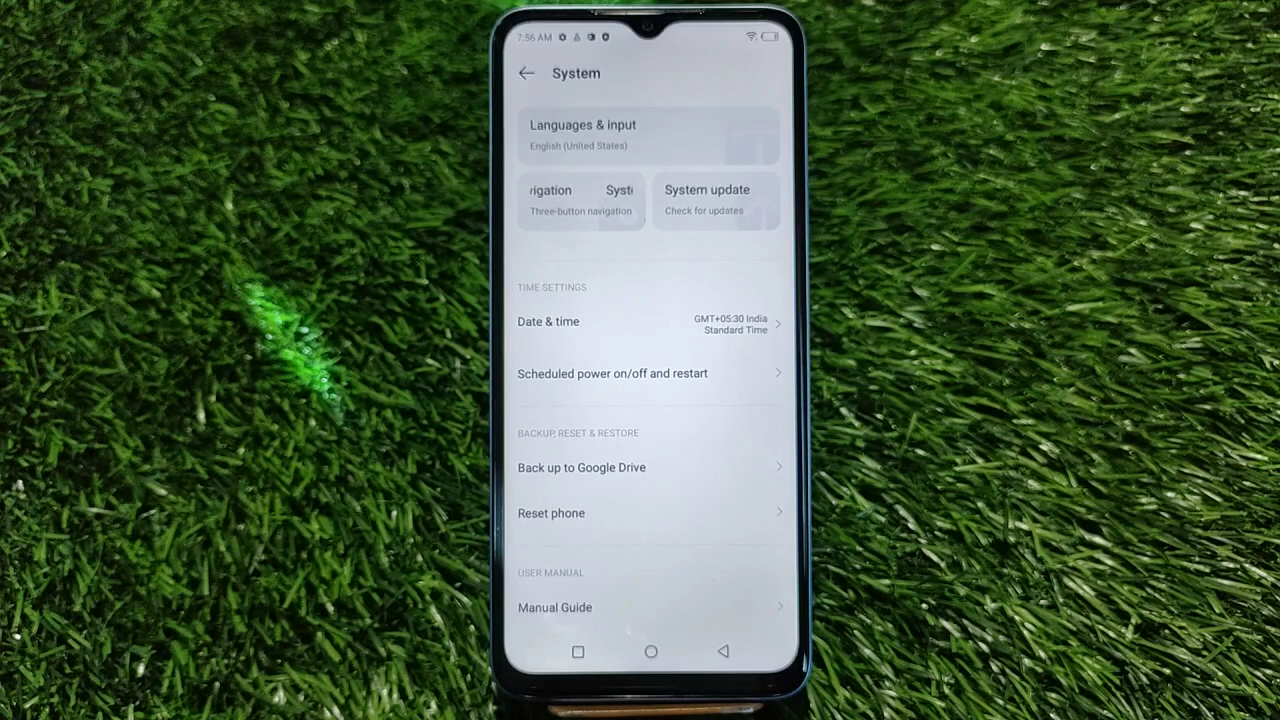 7:56 AM
System
Languages & input
English (United States)
rigation Syst
Three-button navigation
System update
Check for updates
TIME SETTINGS
Date & time
GMT+05:30 India
Standard Time
Scheduled power on/off and restart
BACKUP, RESET & RESTORE
Back up to Google Drive
Reset phone
USER MANUAL
Manual Guide